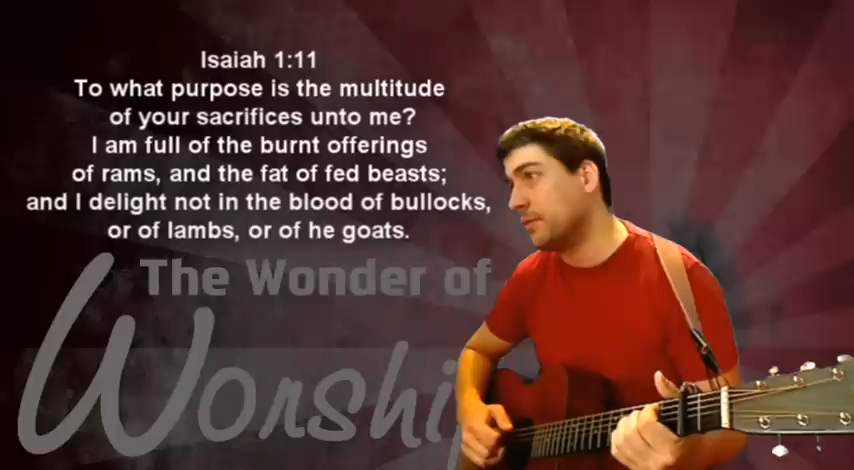 Isaiah 1:11
To what purpose is the multitude
of your sacrifices unto me?
I am full of the burnt offerings
of rams, and the fat of fed beasts;
and I delight not in the blood of bullocks,
or of lambs, or of he goats.
The Wonder of
Worship